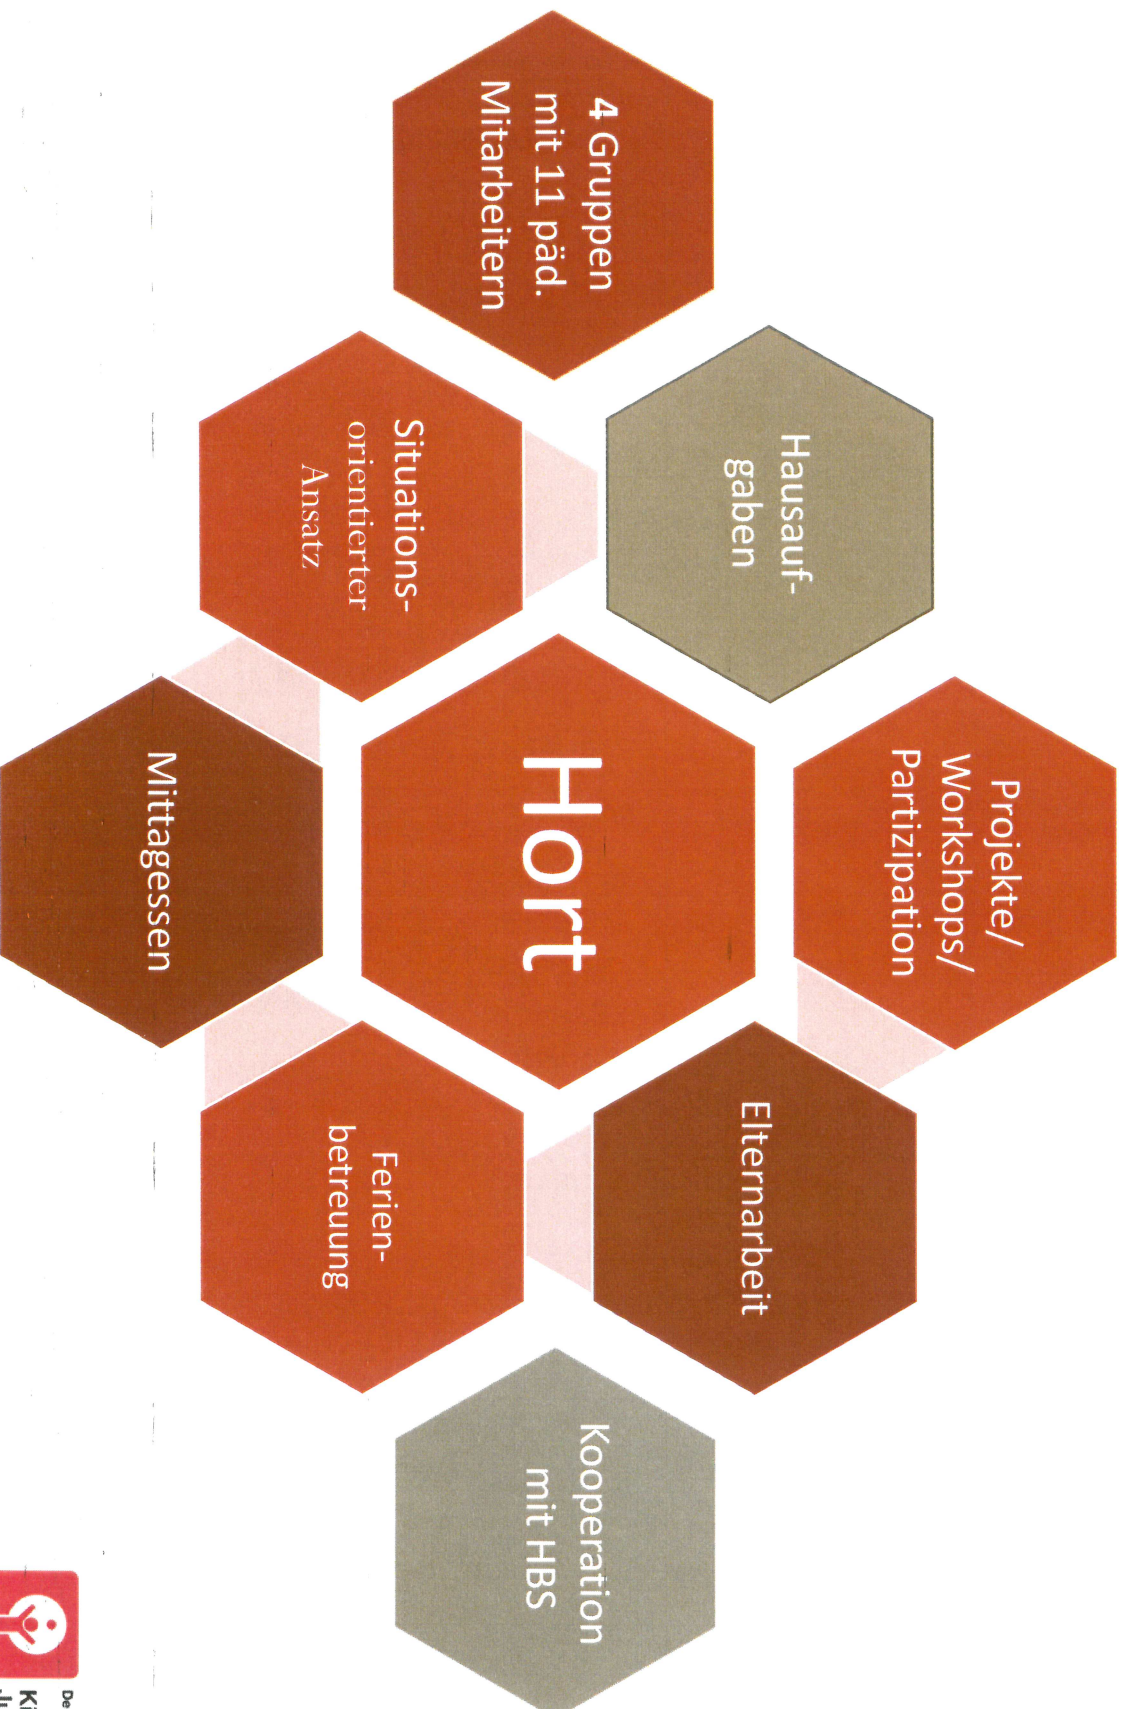 Projekte/
Workshops/
Partizipation
Hausauf-
gaben
Elternarbeit
4 Gruppen
mit 11 päd.
Mitarbeitern
Hort
Kooperation
mit HBS
Situations-
orientierter
Ansatz
Ferien-
betreuung
Mittagessen